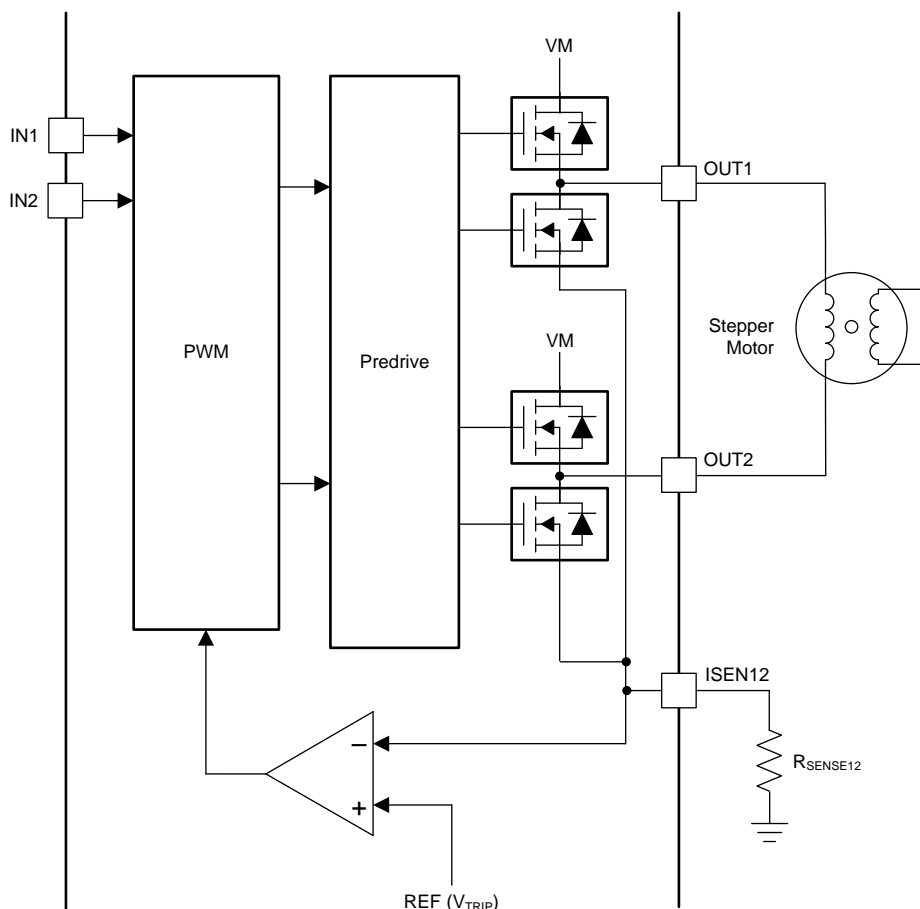 VM
IN1
OUT1
IN2
PWM
Predrive
Stepper
Motor
VM
OUT2
ISEN12
−
+
RSENSE12
REF (VTRIP)